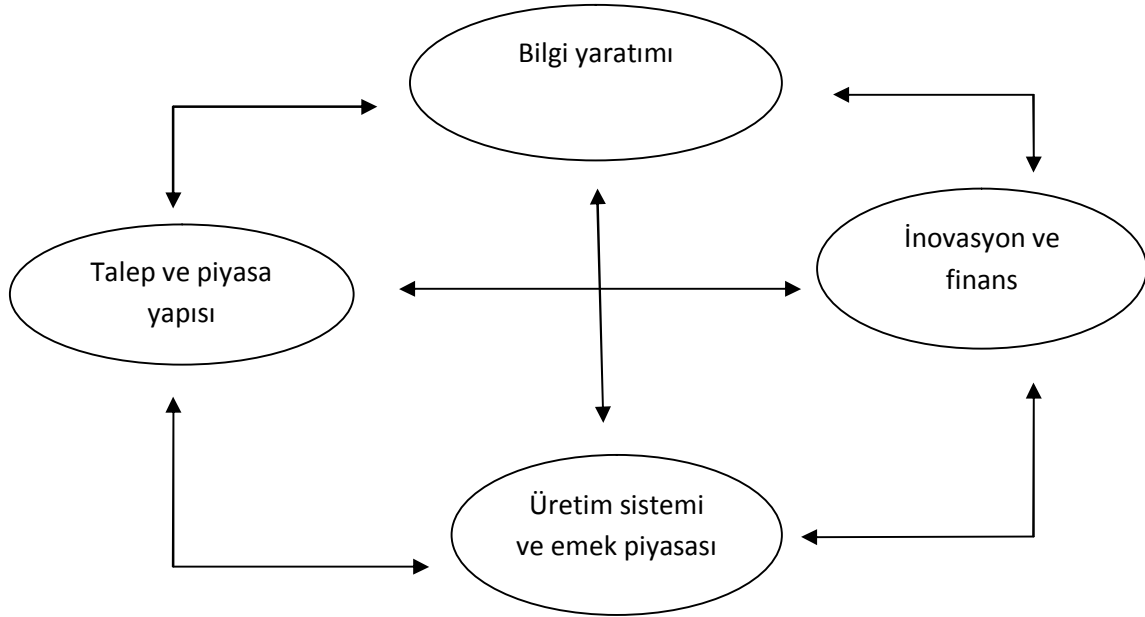 Bilgi yaratımı
İnovasyon ve
finans
Talep ve piyasa
yapısı
Üretim sistemi
ve emek piyasası